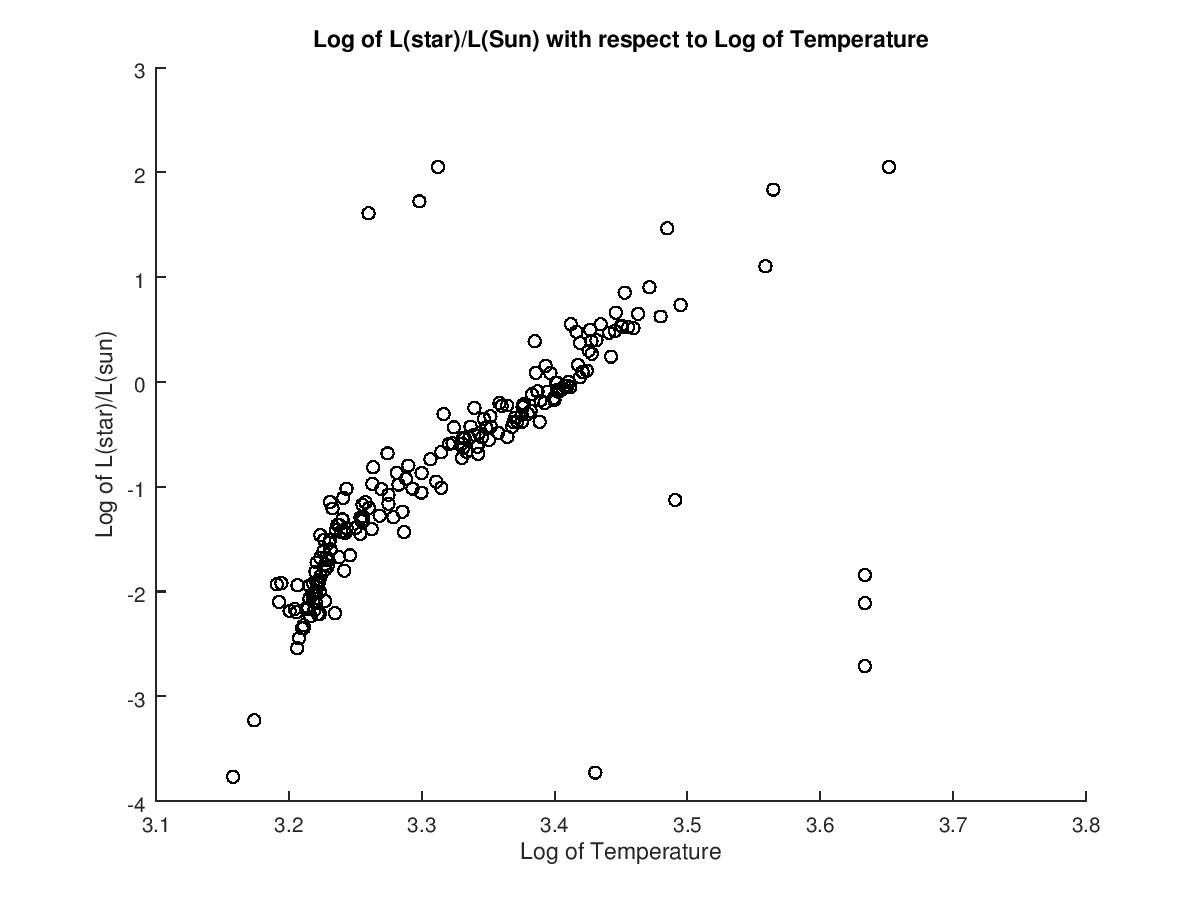 Log of L(star)/L(Sun) with respect to Log of Temperature
3
2
1
0
-1
-2
-3
-4
Log of L(star)/L(sun)
3.1 3.2 3.3 3.4 3.5 3.6 3.7 3.8
Log of Temperature